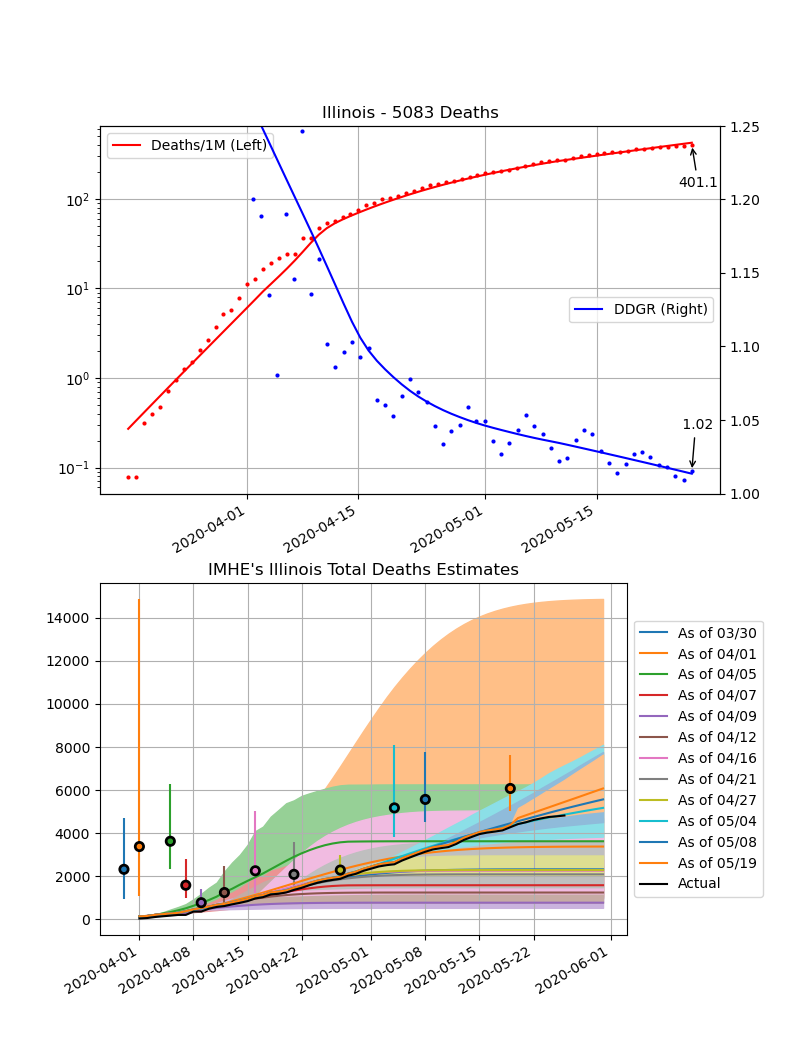 Illinois - 5083 Deaths
Deaths/1M (Left)
DDGR (Right)
401.1
1.02
10²
10¹
10⁰
10⁻¹
1.25
1.20
1.15
1.10
1.05
1.00
2020-04-01
2020-04-15
2020-05-01
2020-05-15
IMHE's Illinois Total Deaths Estimates
14000
12000
10000
8000
6000
4000
2000
0
2020-04-01
2020-04-08
2020-04-15
2020-04-22
2020-05-01
2020-05-08
2020-05-15
2020-05-22
2020-06-01
As of 03/30
As of 04/01
As of 04/05
As of 04/07
As of 04/09
As of 04/12
As of 04/16
As of 04/21
As of 04/27
As of 05/04
As of 05/08
As of 05/19
Actual